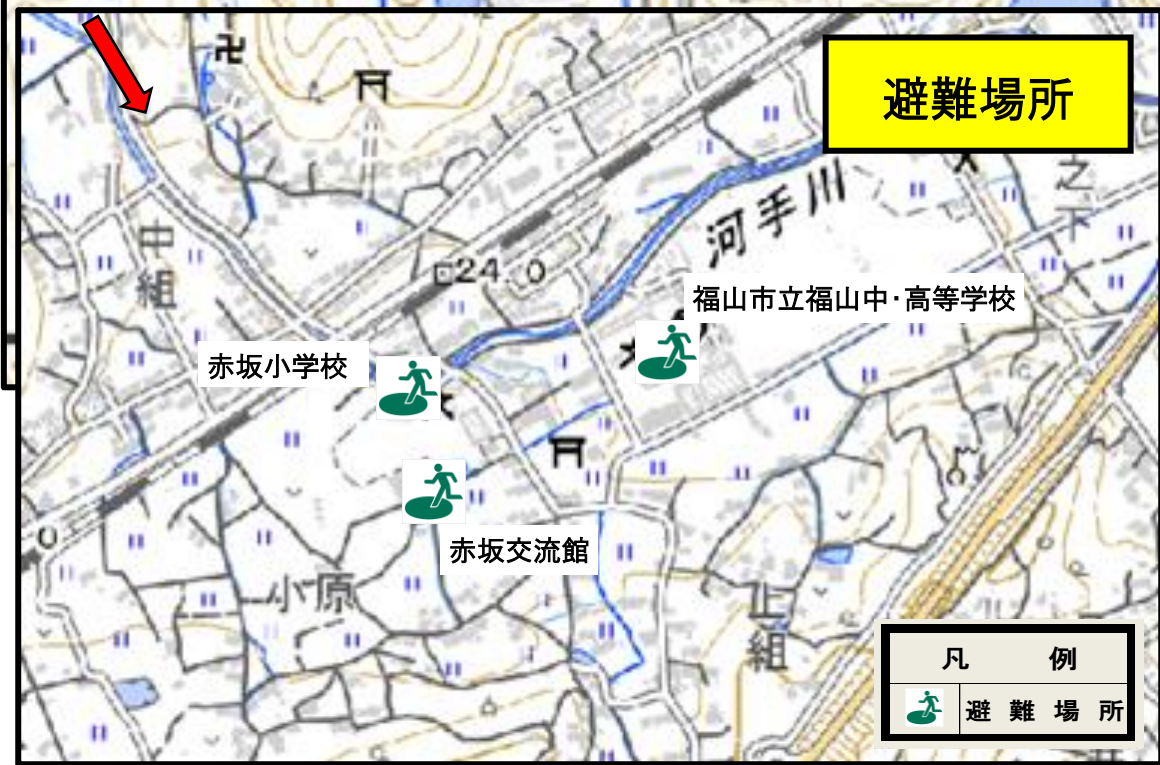 避難場所
河手川
之下
中組
24.0
福山市立福山中・高等学校
赤坂小学校
赤坂交流館
小原
上組
凡 例
避 難 場 所